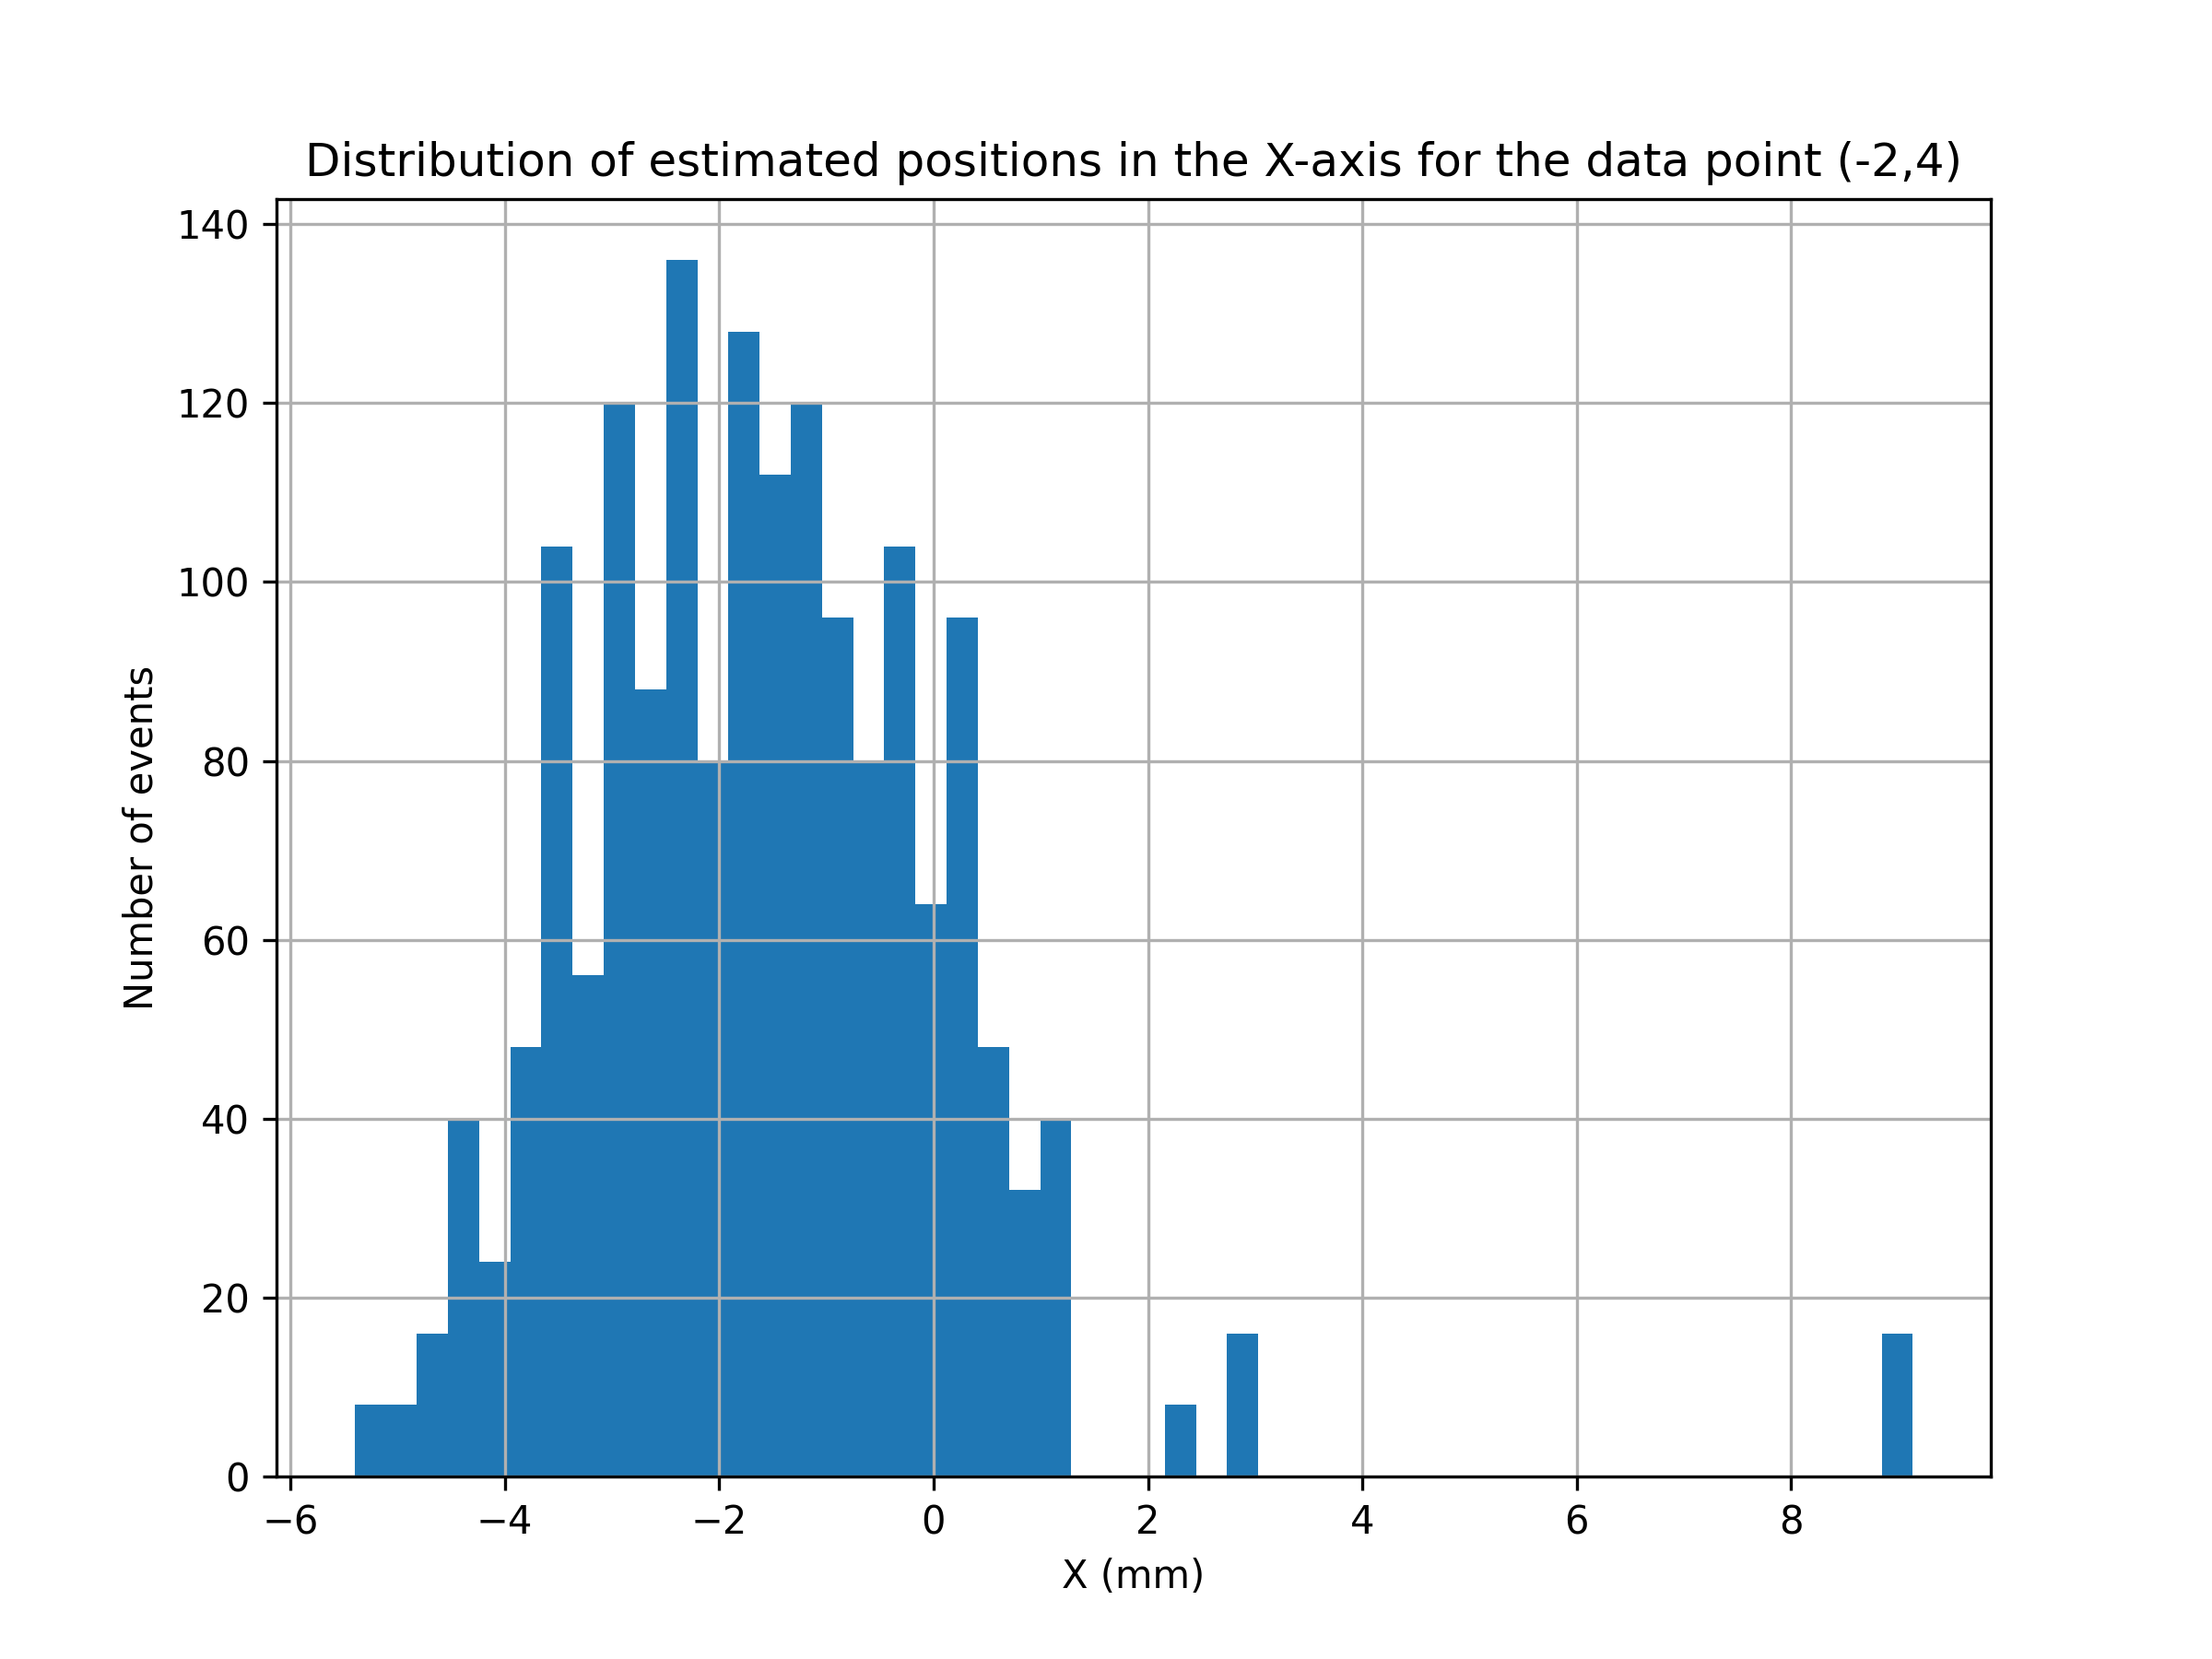 Distribution of estimated positions in the X-axis for the data point (-2,4)
140
120
100
80
60
40
20
0
Number of events
−6 −4 −2 0 2 4 6 8
X (mm)